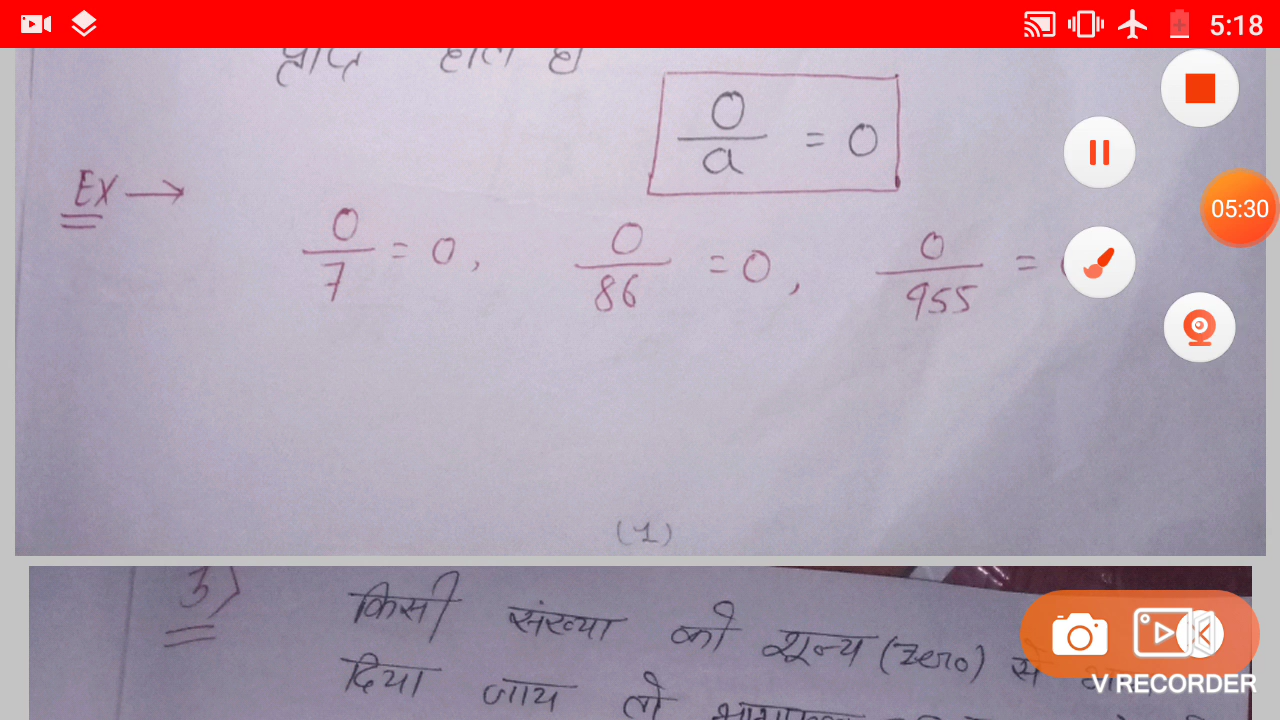 5:18
प्राप्त होता है
0/a = 0
Ex → 0/7 = 0, 0/86 = 0, 0/955 =
05:30
(1)
3) किसी संख्या को शून्य (zero) से
दिया जाय तो
V RECORDER